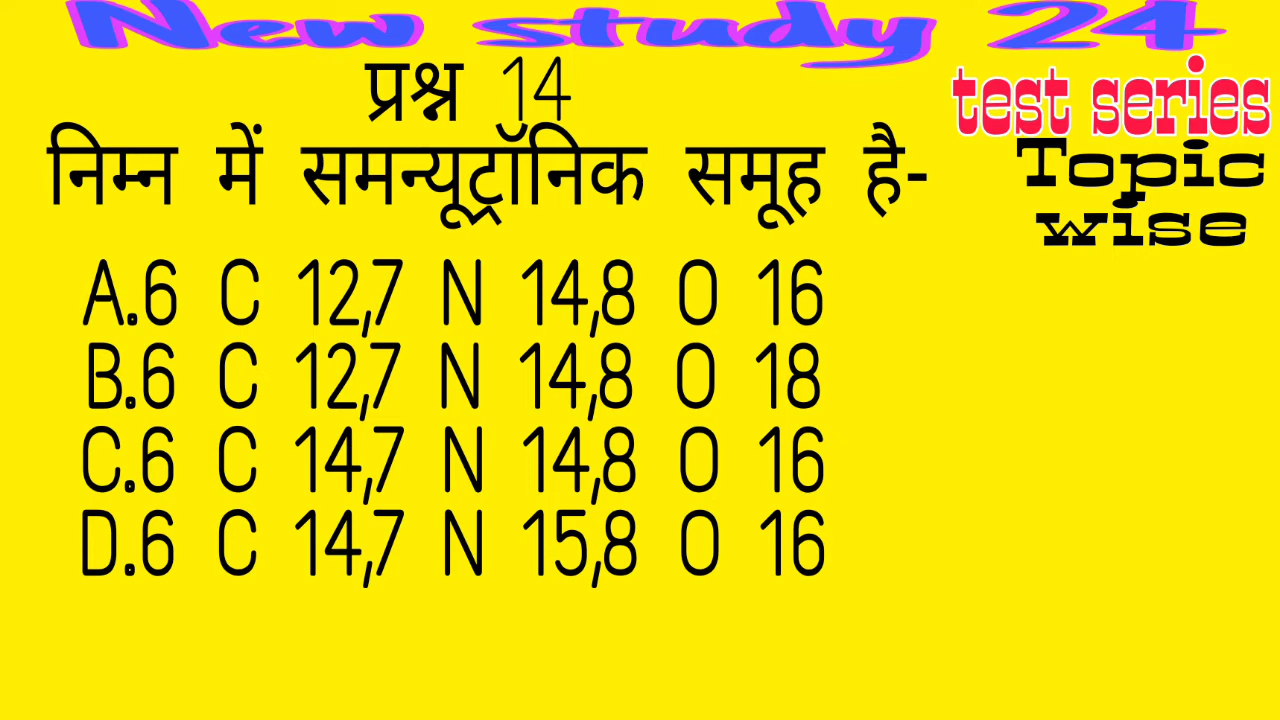 New study 24
प्रश्न 14
test series
Topic
wise
निम्न में समन्यूट्रॉनिक समूह है-
A.6 C 12,7 N 14,8 O 16
B.6 C 12,7 N 14,8 O 18
C.6 C 14,7 N 14,8 O 16
D.6 C 14,7 N 15,8 O 16